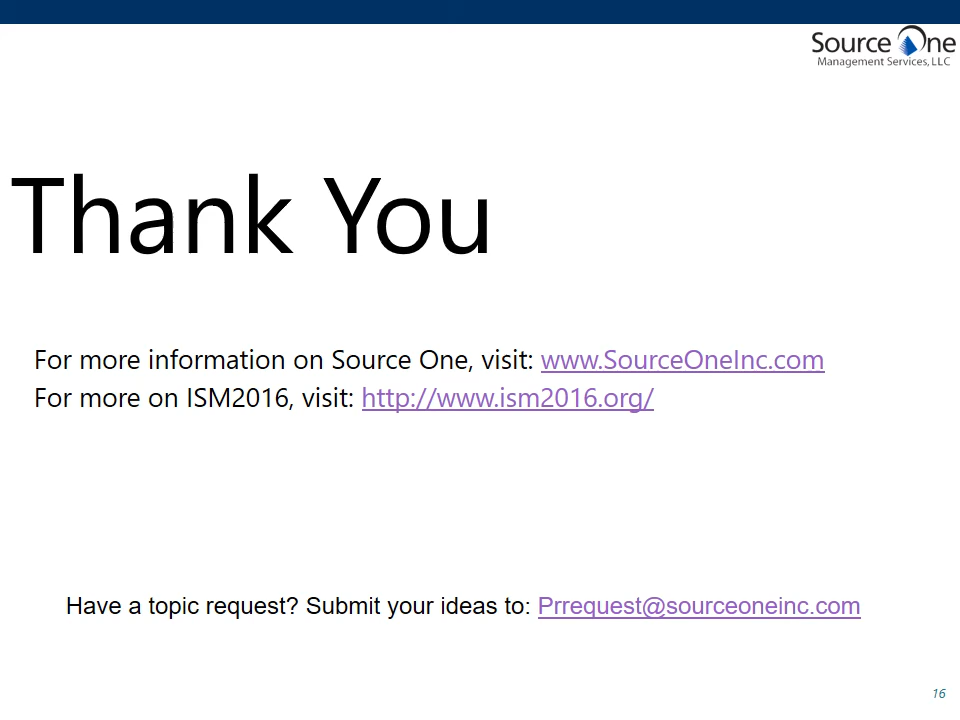 Source One
Management Services, LLC
Thank You
For more information on Source One, visit: www.SourceOneInc.com
For more on ISM2016, visit: http://www.ism2016.org/
Have a topic request? Submit your ideas to: Prrequest@sourceoneinc.com
16